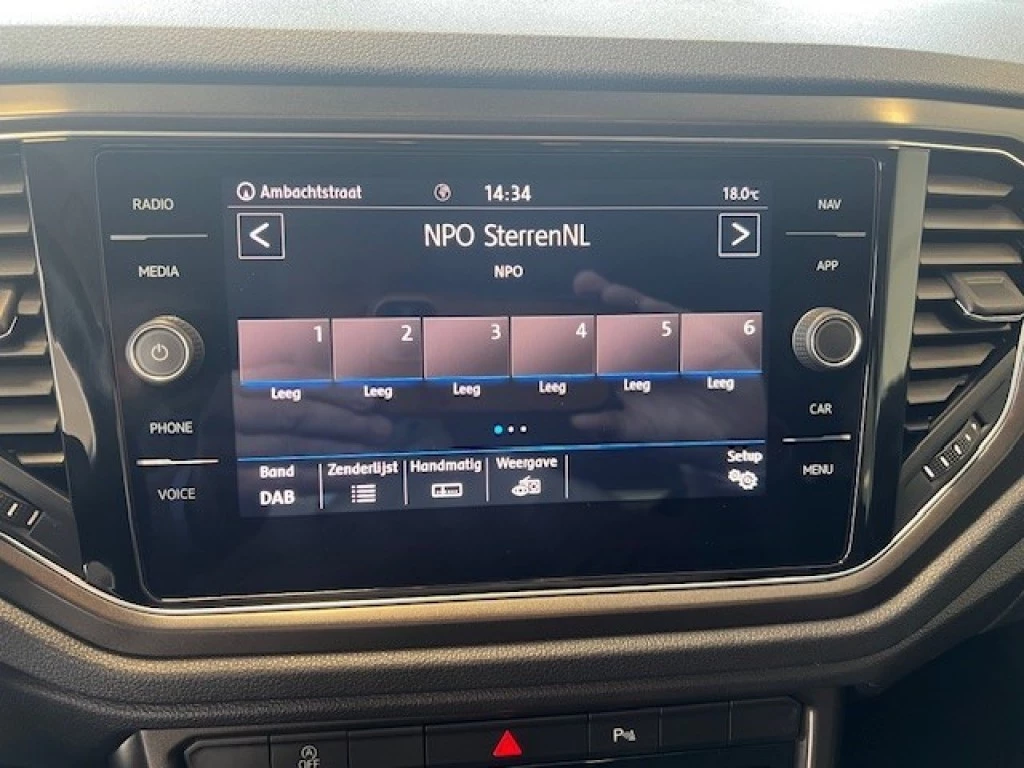 RADIO
MEDIA
PHONE
VOICE
Ambachtstraat 14:34 18.0°C
< NPO SterrenNL >
NPO
1 2 3 4 5 6
Leeg Leeg Leeg Leeg Leeg Leeg
Band Zenderlijst Handmatig Weergave Setup
DAB
NAV
APP
CAR
MENU
A OFF
P